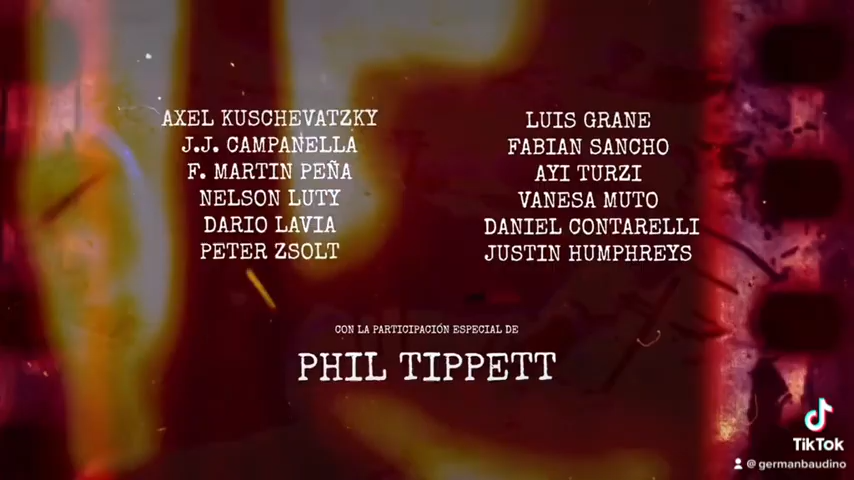 AXEL KUSCHEVATZKY
J.J. CAMPANELLA
F. MARTIN PEÑA
NELSON LUTY
DARIO LAVIA
PETER ZSOLT
LUIS GRANE
FABIAN SANCHO
AYI TURZI
VANESA MUTO
DANIEL CONTARELLI
JUSTIN HUMPHREYS
CON LA PARTICIPACIÓN ESPECIAL DE
PHIL TIPPETT
TikTok
@germanbaudino